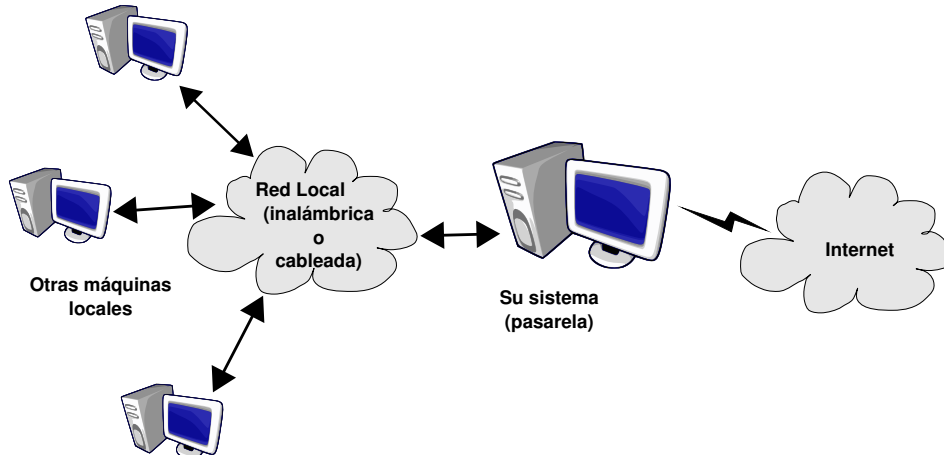 Red Local
(inalámbrica
o
cableada)
Otras máquinas
locales
Su sistema
(pasarela)
Internet